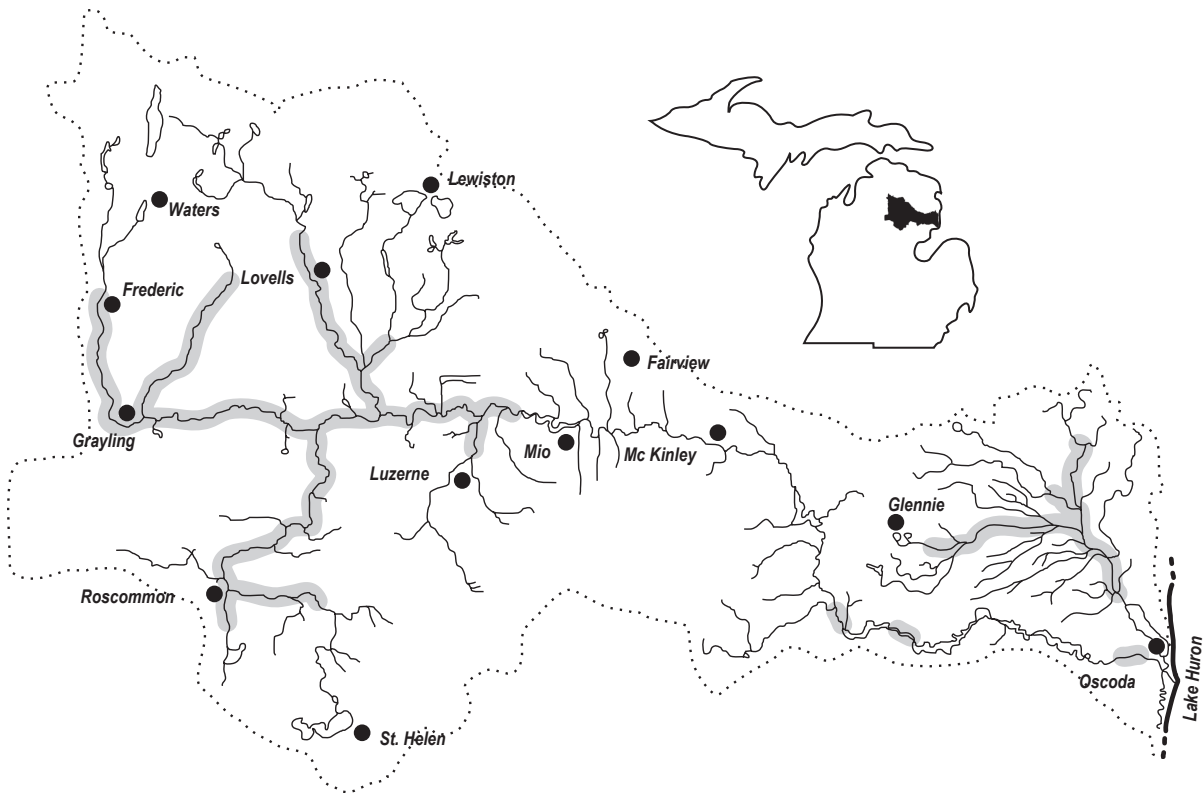 Lewiston
Waters
Lovells
Frederic
Fairview
Grayling
Mio
Mc Kinley
Luzerne
Glennie
Roscommon
Lake Huron
Oscoda
St. Helen